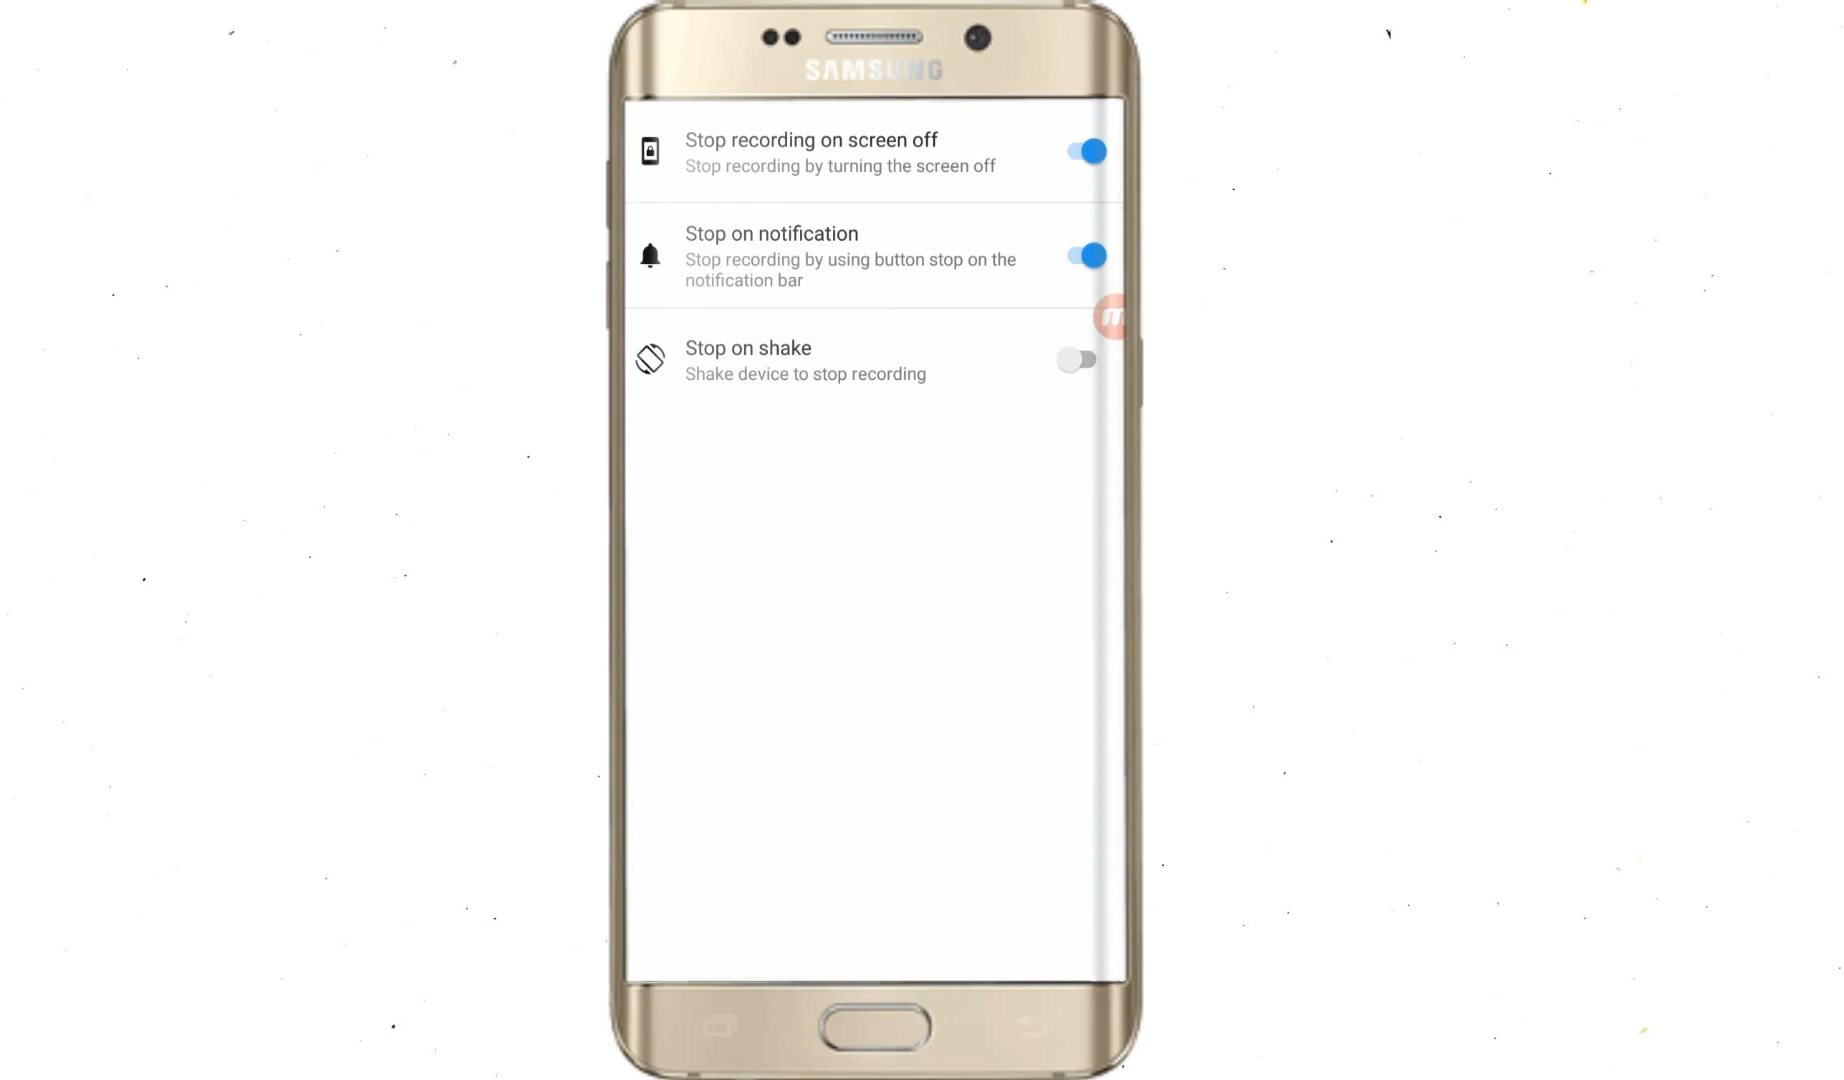 SAMSUNG
Stop recording on screen off
Stop recording by turning the screen off
Stop on notification
Stop recording by using button stop on the
notification bar
m
Stop on shake
Shake device to stop recording